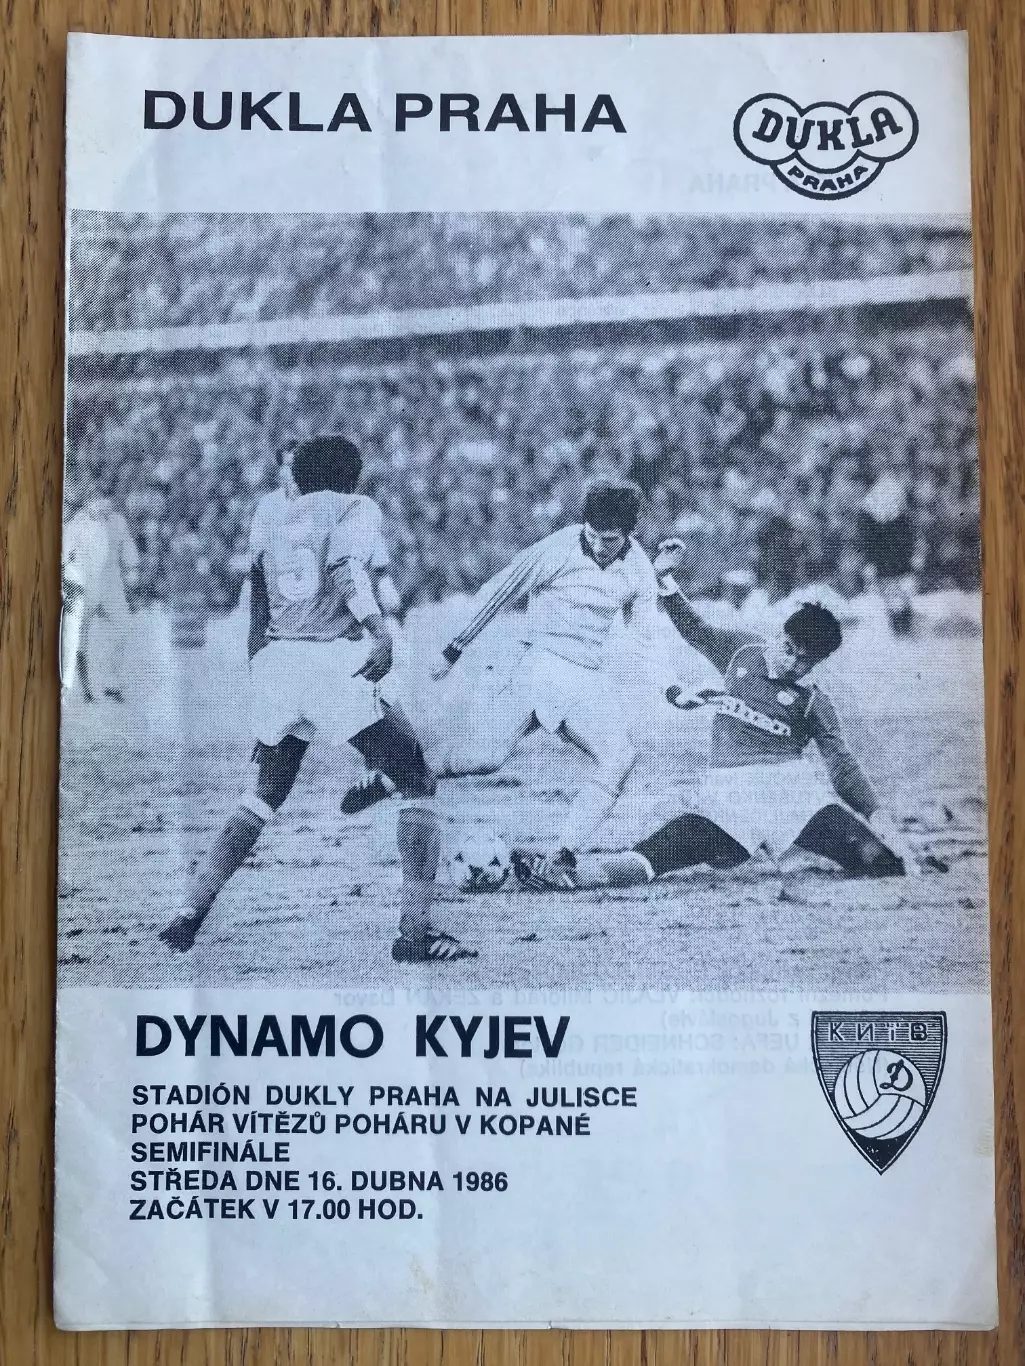 DUKLA PRAHA
DUKLA
PRAHA
5
DYNAMO KYJEV
КИїВ
Д
STADIÓN DUKLY PRAHA NA JULISCE
POHÁR VÍTĚZŮ POHÁRU V KOPANÉ
SEMIFINÁLE
STŘEDA DNE 16. DUBNA 1986
ZAČÁTEK V 17.00 HOD.